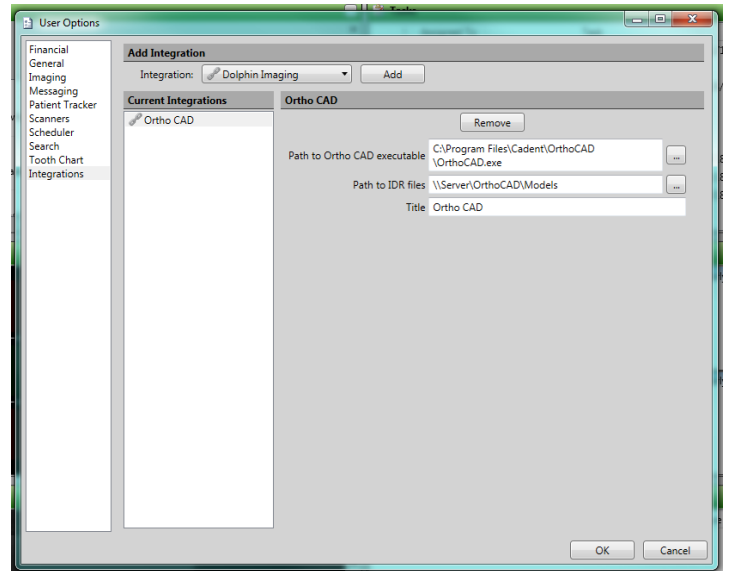 User Options
Financial
General
Imaging
Messaging
Patient Tracker
Scanners
Scheduler
Search
Tooth Chart
Integrations
Add Integration
Integration: Dolphin Imaging Add
Current Integrations
Ortho CAD
Ortho CAD
Remove
Path to Ortho CAD executable C:\Program Files\Cadent\OrthoCAD
\OrthoCAD.exe ...
Path to IDR files \\Server\OrthoCAD\Models ...
Title Ortho CAD
OK Cancel